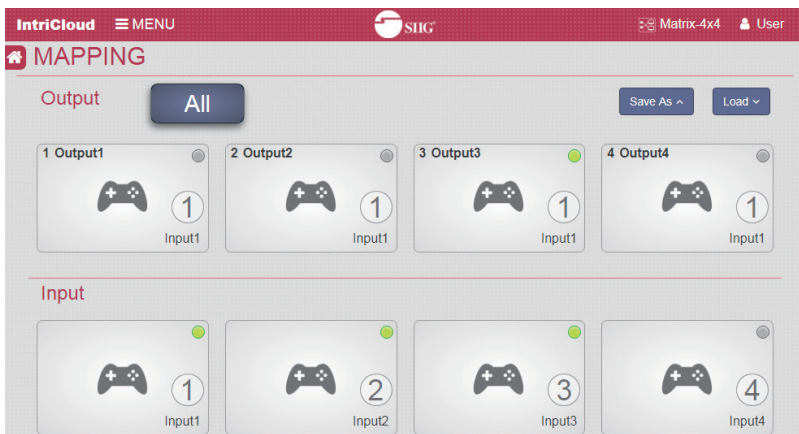 IntriCloud ☰ MENU SIIG Matrix-4x4 User
MAPPING
Output All Save As Load
1 Output1 2 Output2 3 Output3 4 Output4
1 1 1 1
Input1 Input1 Input1 Input1
Input
1 2 3 4
Input1 Input2 Input3 Input4